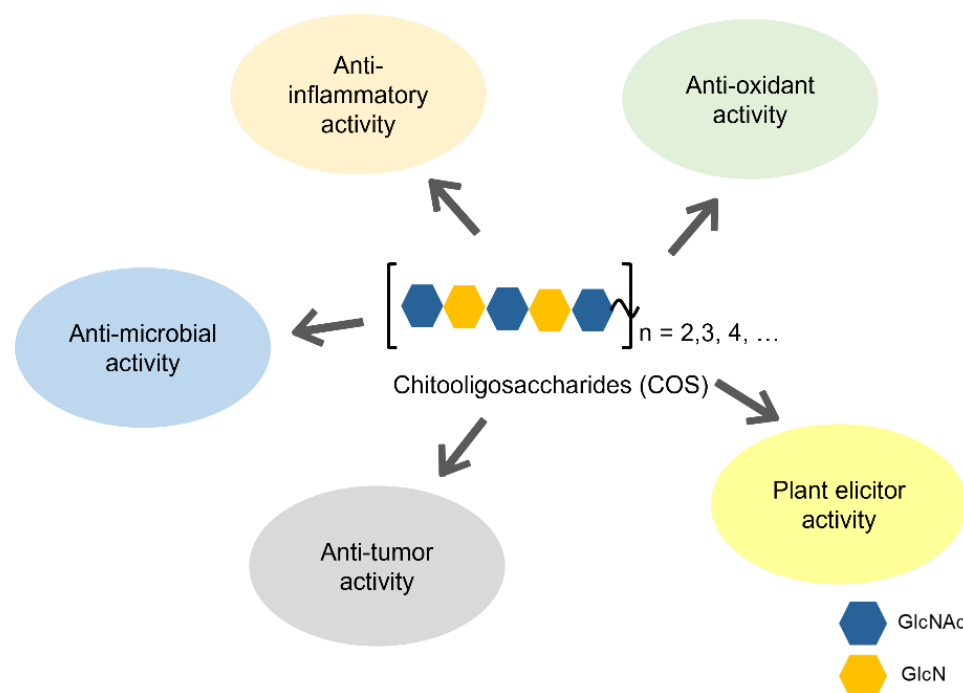 Anti-
inflammatory
activity
Anti-oxidant
activity
Anti-microbial
activity
n = 2,3, 4, …
Chitooligosaccharides (COS)
Plant elicitor
activity
Anti-tumor
activity
GlcNAc
GlcN